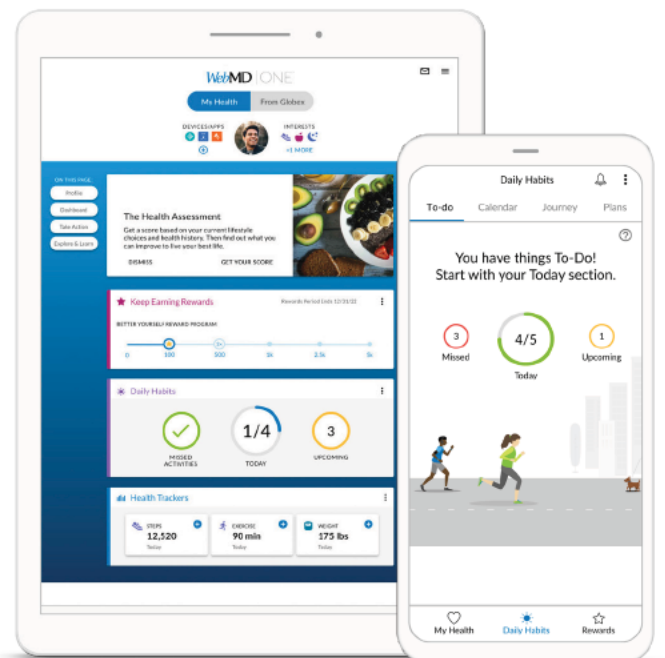 WebMD ONE
My Health
From Globex
DEVICES/APPS
INTERESTS
+1 MORE
ON THIS PAGE:
Profile
Dashboard
Take Action
Explore & Learn
The Health Assessment
Get a score based on your current lifestyle
choices and health history. Then find out what you
can improve to live your best life.
DISMISS
GET YOUR SCORE
Keep Earning Rewards
Rewards Period Ends 12/31/22
BETTER YOURSELF REWARD PROGRAM
0
100
500
1k
2.5k
5k
Daily Habits
MISSED
ACTIVITIES
1/4
TODAY
3
UPCOMING
Health Trackers
STEPS
12,520
Today
EXERCISE
90 min
Today
WEIGHT
175 lbs
Today
Daily Habits
To-do
Calendar
Journey
Plans
You have things To-Do!
Start with your Today section.
3
Missed
4/5
Today
1
Upcoming
My Health
Daily Habits
Rewards